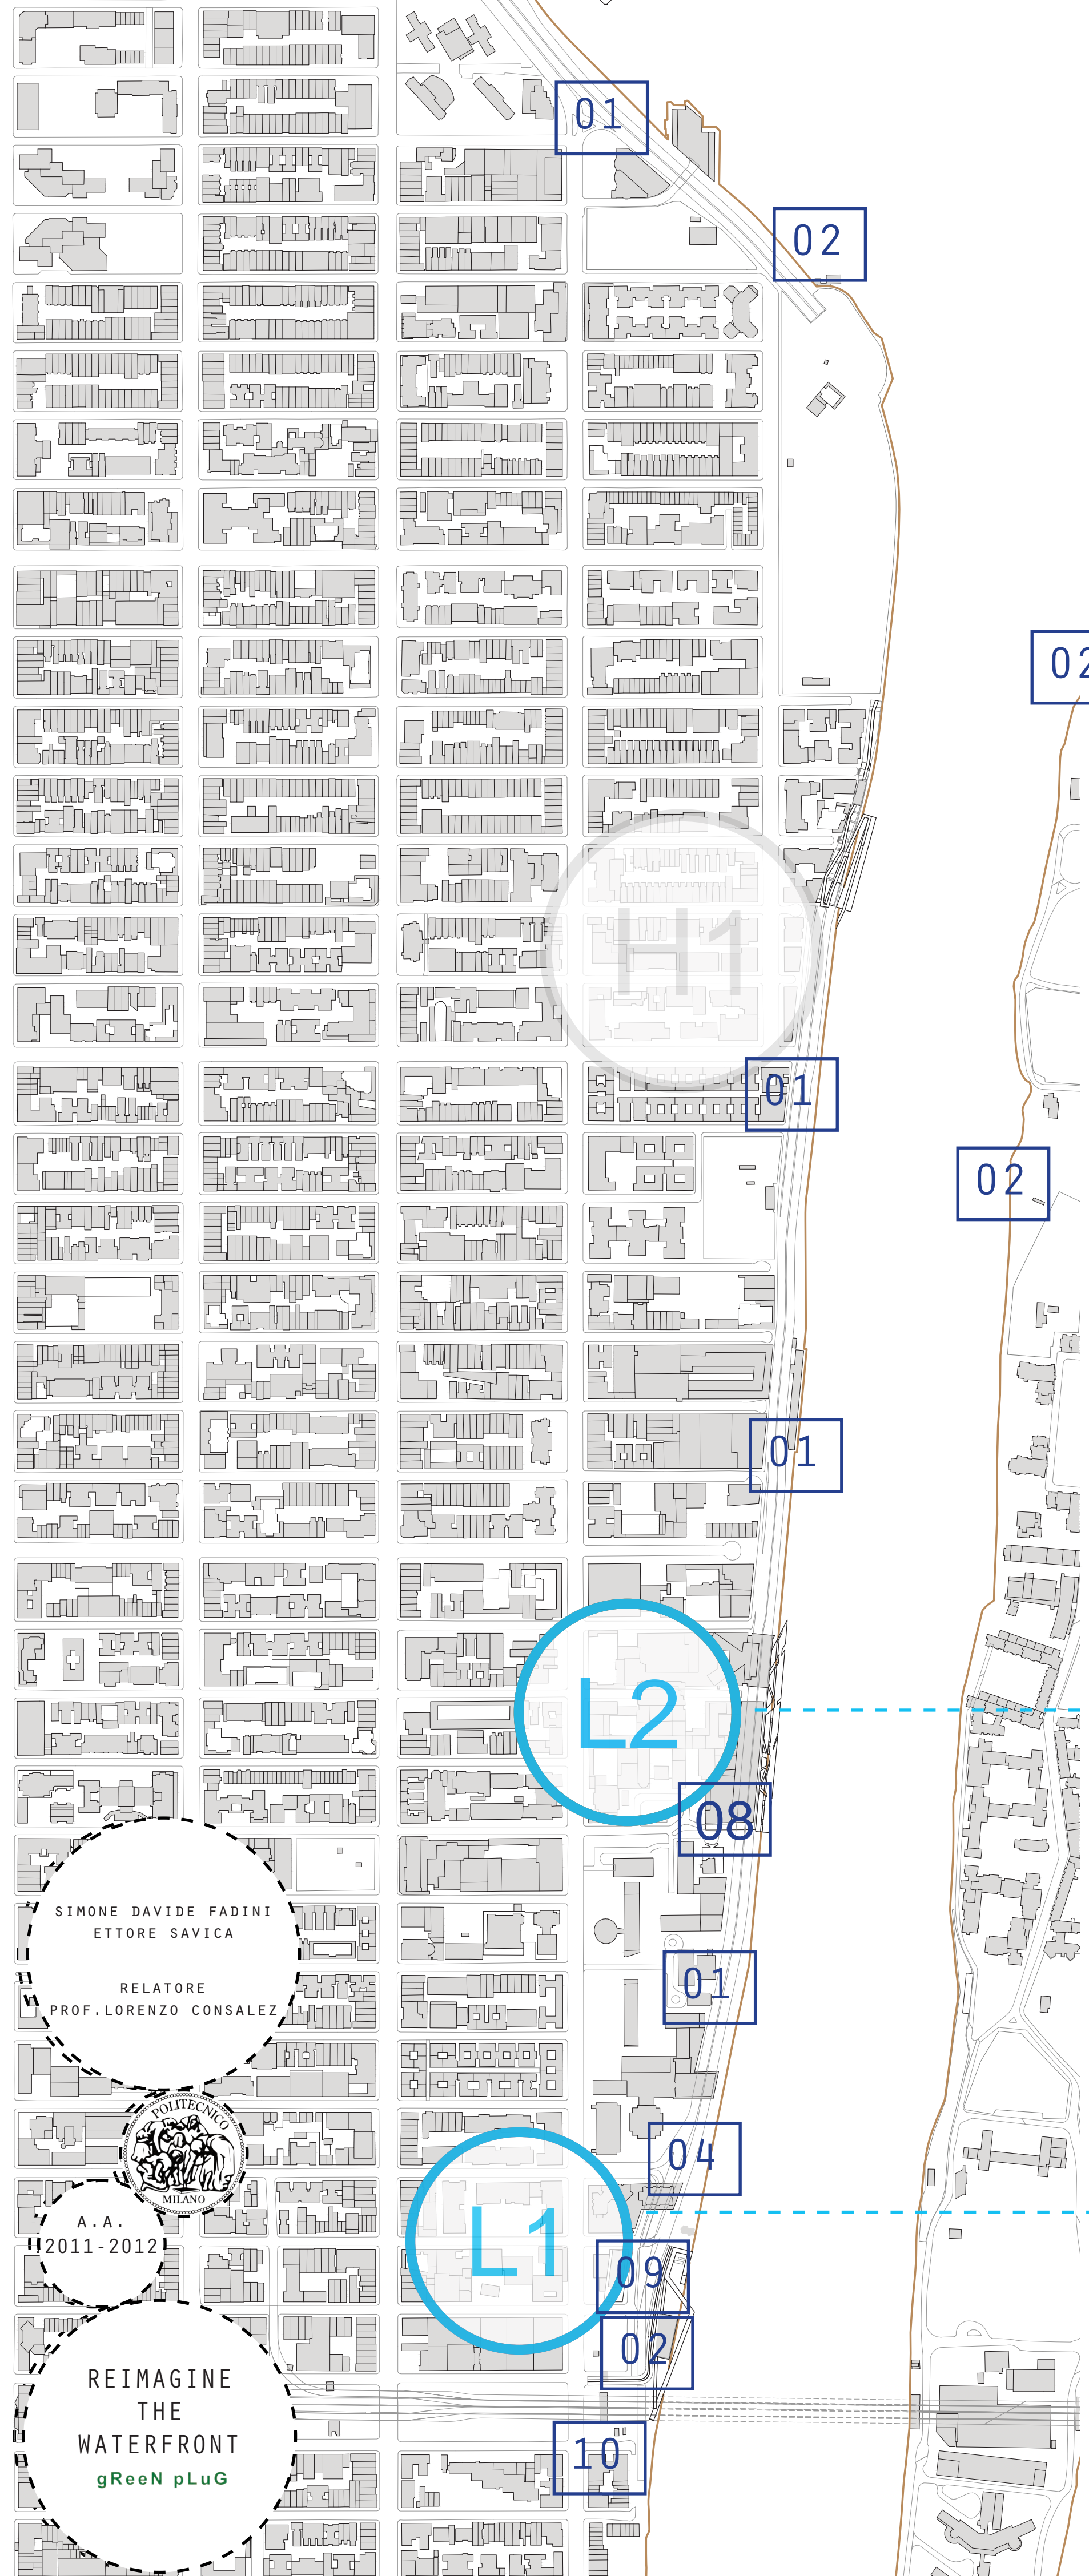 01
02
02
H1
01
02
01
L2
08
SIMONE DAVIDE FADINI
ETTORE SAVICA
RELATORE
PROF.LORENZO CONSALEZ
01
POLITECNICO
MILANO
04
A.A.
2011-2012
L1
09
02
REIMAGINE
THE
WATERFRONT
gReeN pLuG
10